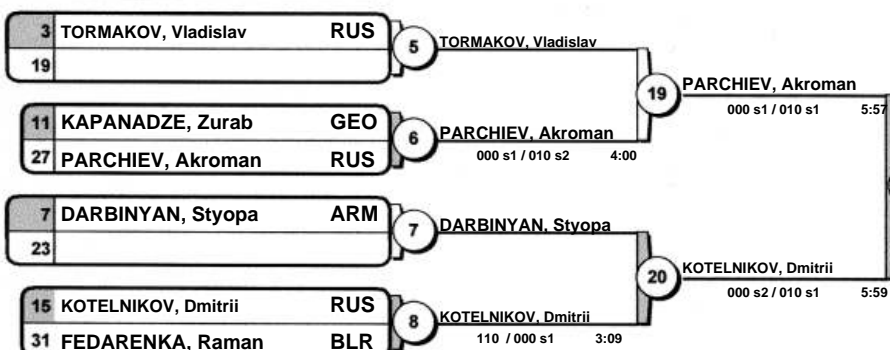 3 TORMAKOV, Vladislav RUS
19
5
TORMAKOV, Vladislav
11 KAPANADZE, Zurab GEO
27 PARCHIEV, Akroman RUS
6
PARCHIEV, Akroman
000 s1 / 010 s2 4:00
19
PARCHIEV, Akroman
000 s1 / 010 s1 5:57
7 DARBINYAN, Styopa ARM
23
7
DARBINYAN, Styopa
15 KOTELNIKOV, Dmitrii RUS
31 FEDARENKA, Raman BLR
8
KOTELNIKOV, Dmitrii
110 / 000 s1 3:09
20
KOTELNIKOV, Dmitrii
000 s2 / 010 s1 5:59